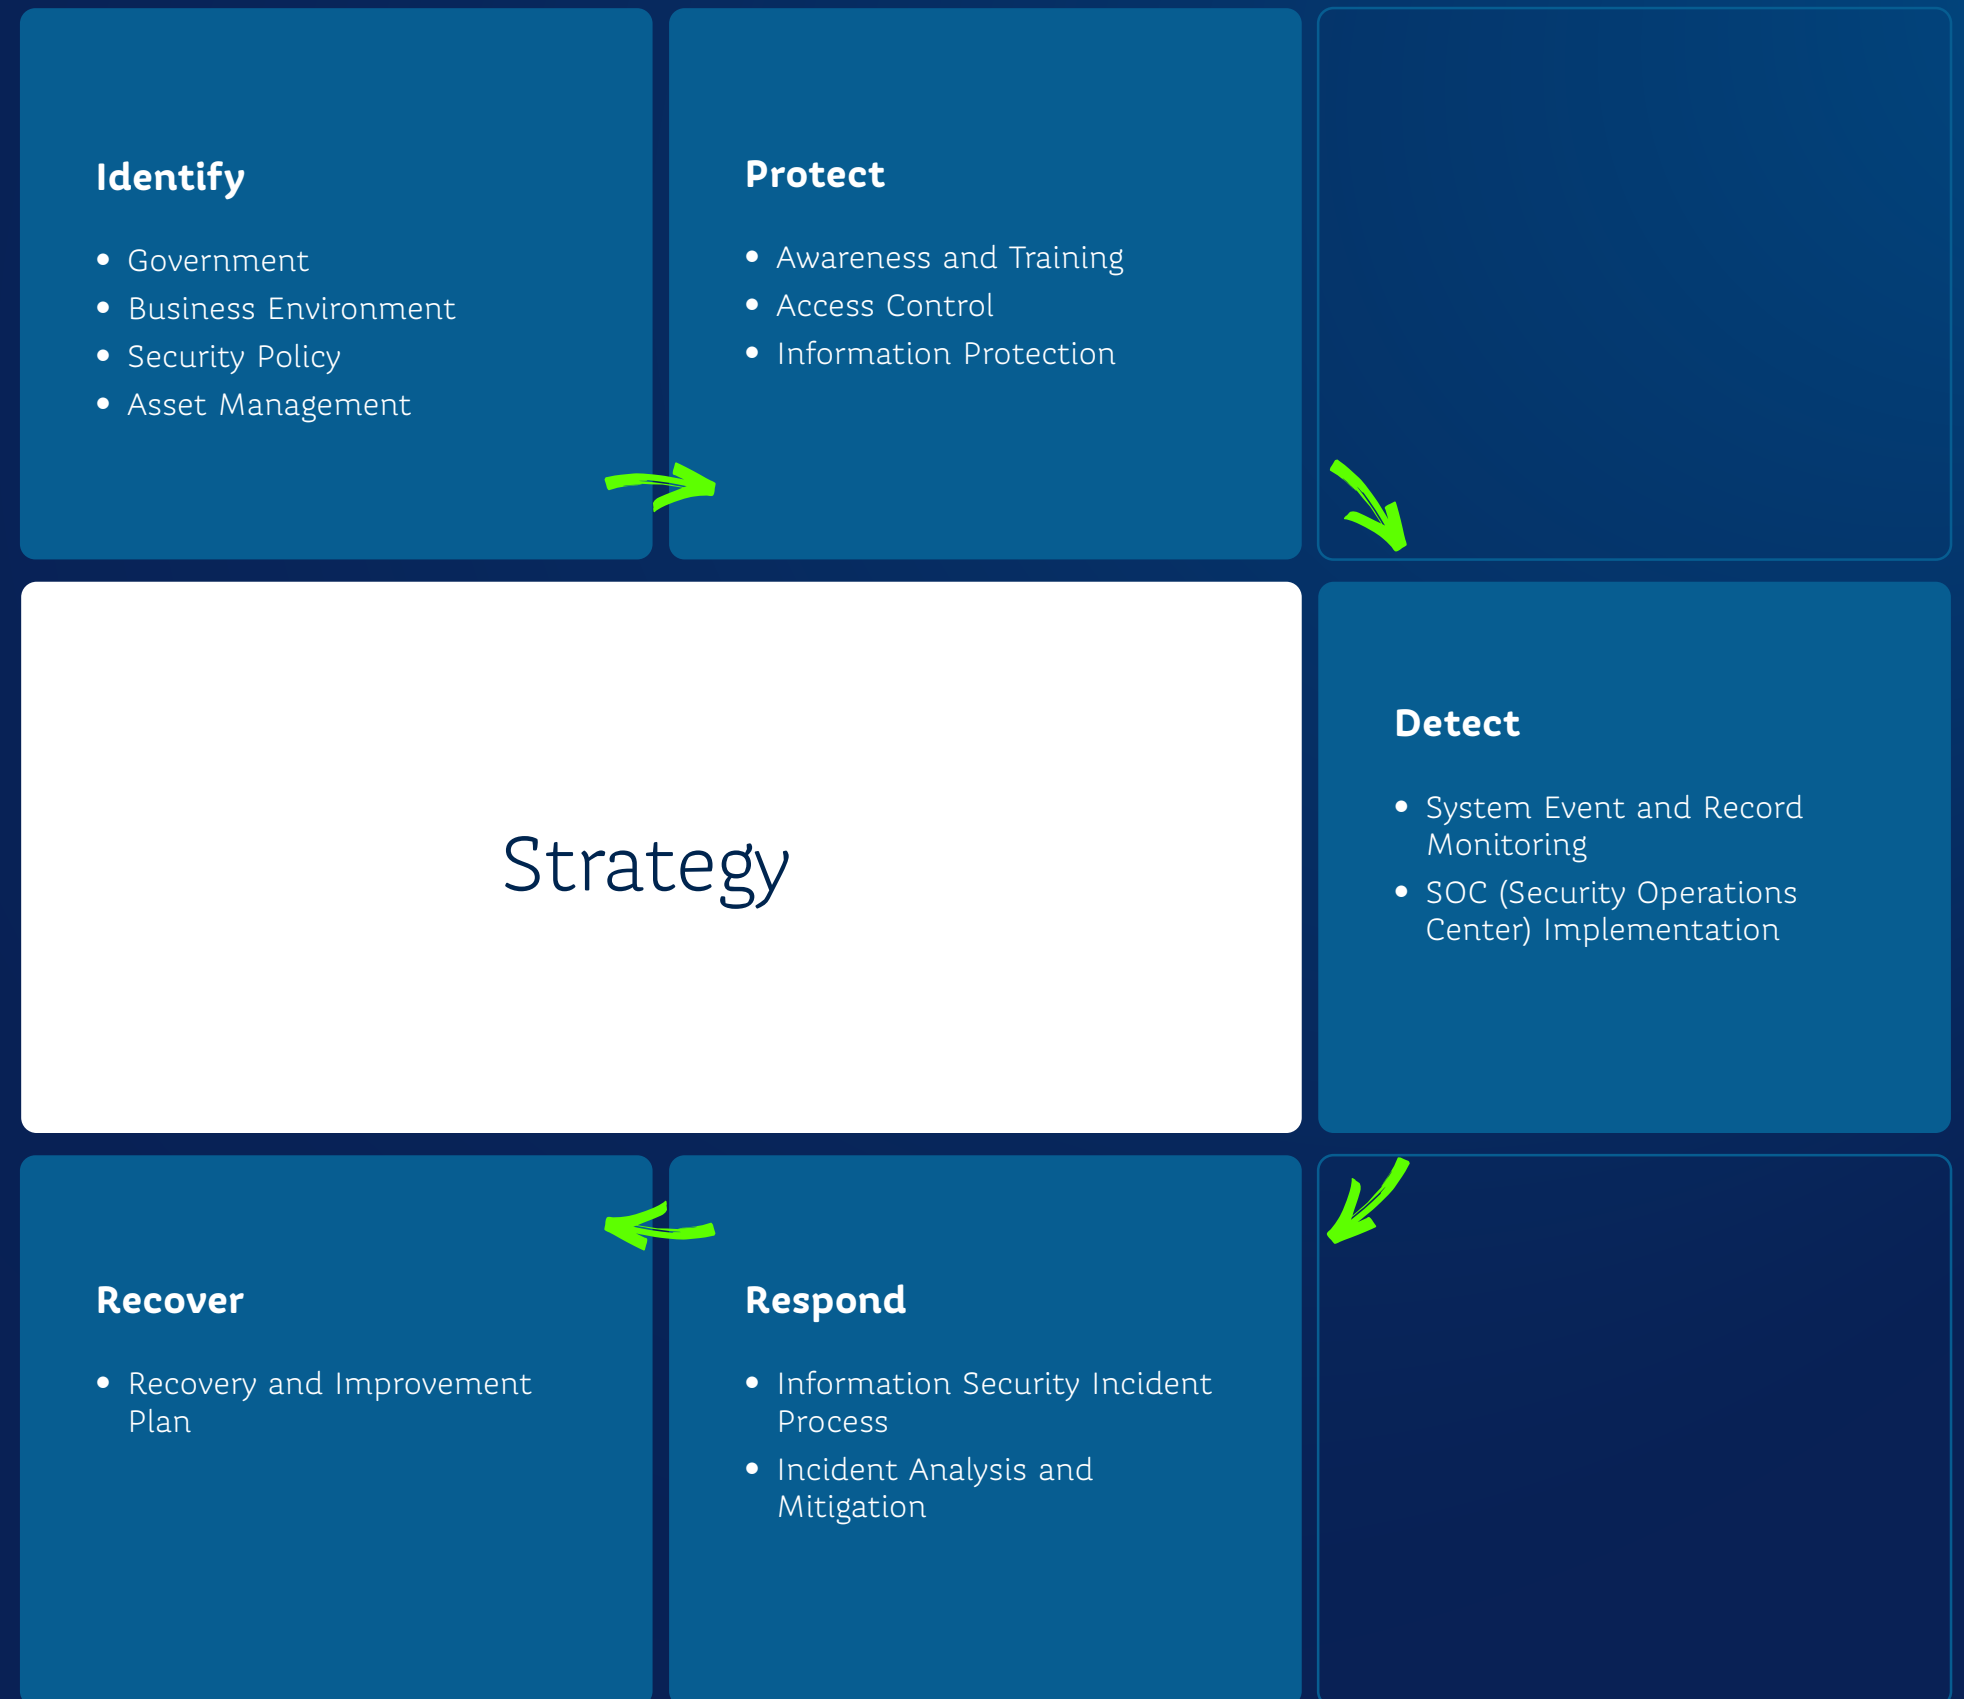 Identify
• Government
• Business Environment
• Security Policy
• Asset Management
Protect
• Awareness and Training
• Access Control
• Information Protection
Strategy
Detect
• System Event and Record
Monitoring
• SOC (Security Operations
Center) Implementation
Recover
• Recovery and Improvement
Plan
Respond
• Information Security Incident
Process
• Incident Analysis and
Mitigation